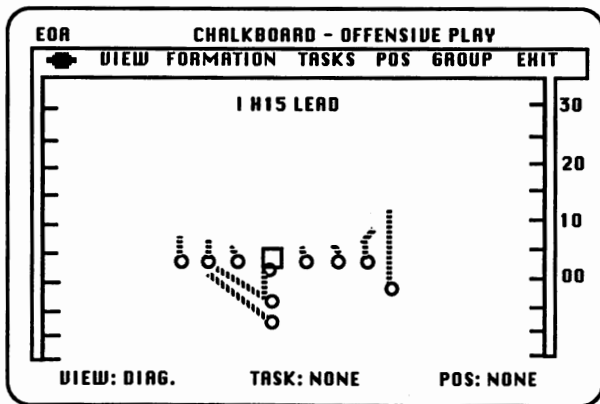 EOA CHALKBOARD - OFFENSIVE PLAY
VIEW FORMATION TASKS POS GROUP EXIT
I H15 LEAD
30
20
10
00
VIEW: DIAG. TASK: NONE POS: NONE